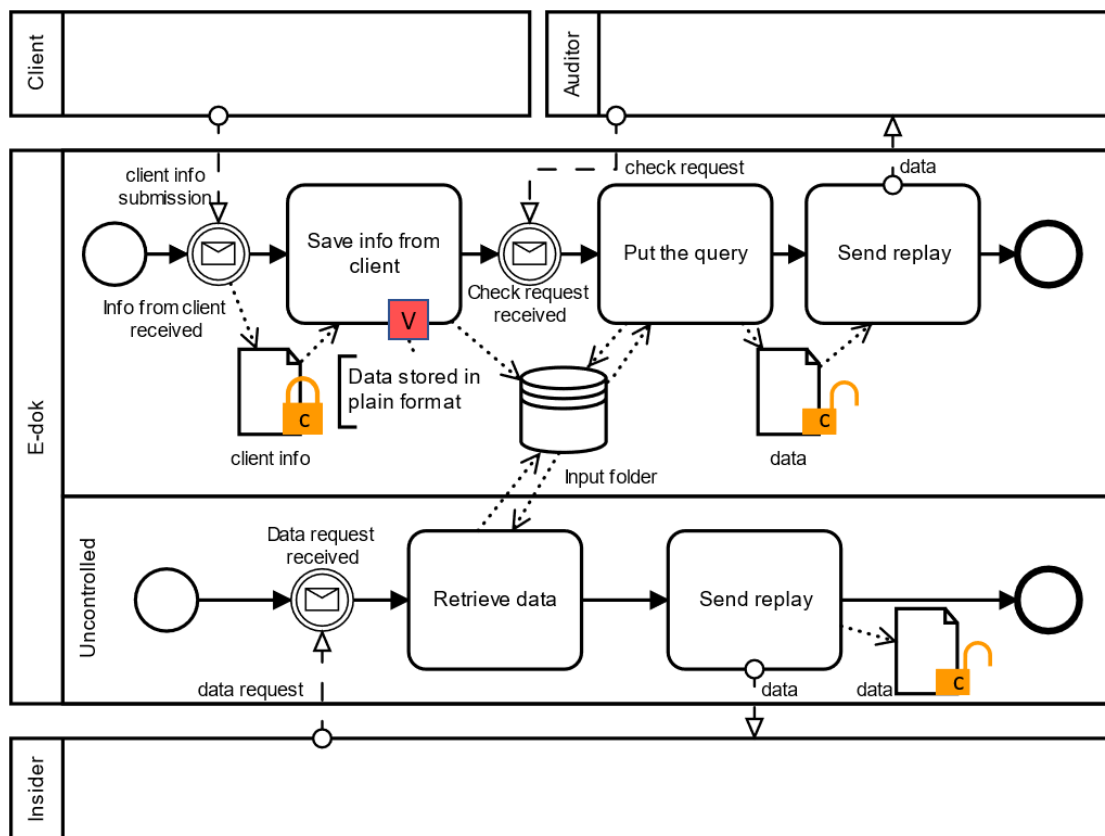 Client
Auditor
client info
submission
check request
data
E-dok
Save info from
client
Put the query
Send replay
Info from client
received
Check request
received
V
Data stored in
plain format
C
client info
C
data
Input folder
Uncontrolled
Data request
received
Retrieve data
Send replay
data request
data
data
C
Insider